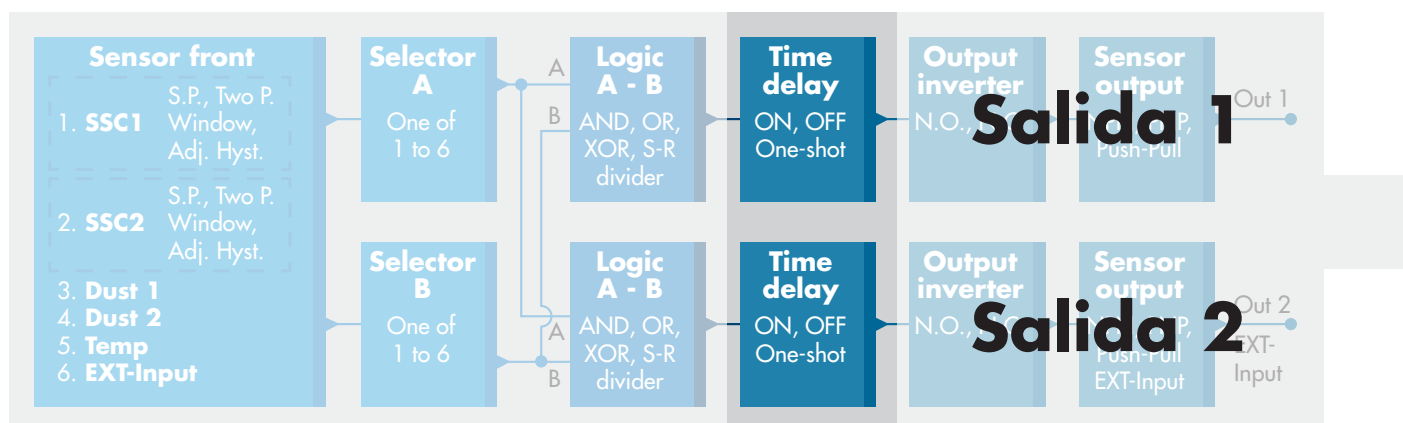 Sensor front
1. SSC1
S.P., Two P.
Window,
Adj. Hyst.
2. SSC2
S.P., Two P.
Window,
Adj. Hyst.
3. Dust 1
4. Dust 2
5. Temp
6. EXT-Input
Selector
A
One of
1 to 6
Selector
B
One of
1 to 6
A
B
Logic
A - B
AND, OR,
XOR, S-R
divider
A
B
Logic
A - B
AND, OR,
XOR, S-R
divider
Time
delay
ON, OFF
One-shot
Time
delay
ON, OFF
One-shot
Output
inverter
N.O.,
Sensor
output
Push-Pull
Out 1
Salida 1
Output
inverter
N.O.,
Sensor
output
Push-Pull
EXT-Input
Out 2
EXT-
Input
Salida 2